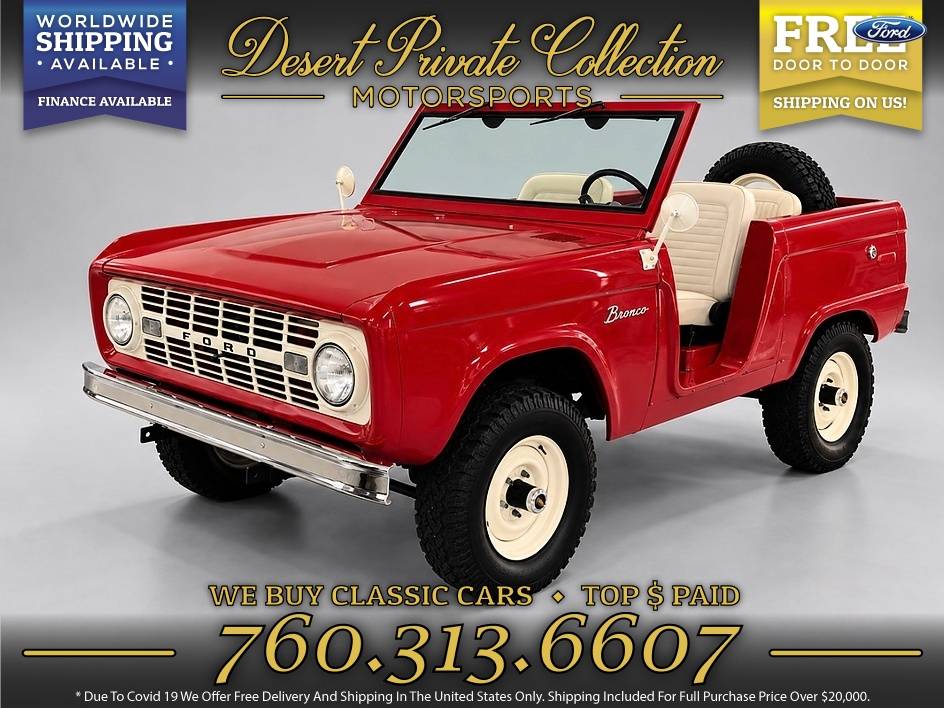 WORLDWIDE
SHIPPING
• AVAILABLE •
FINANCE AVAILABLE
Desert Private Collection
MOTORSPORTS
FREE
Ford
DOOR TO DOOR
SHIPPING ON US!
Bronco
FORD
WE BUY CLASSIC CARS • TOP $ PAID
760.313.6607
* Due To Covid 19 We Offer Free Delivery And Shipping In The United States Only. Shipping Included For Full Purchase Price Over $20,000.